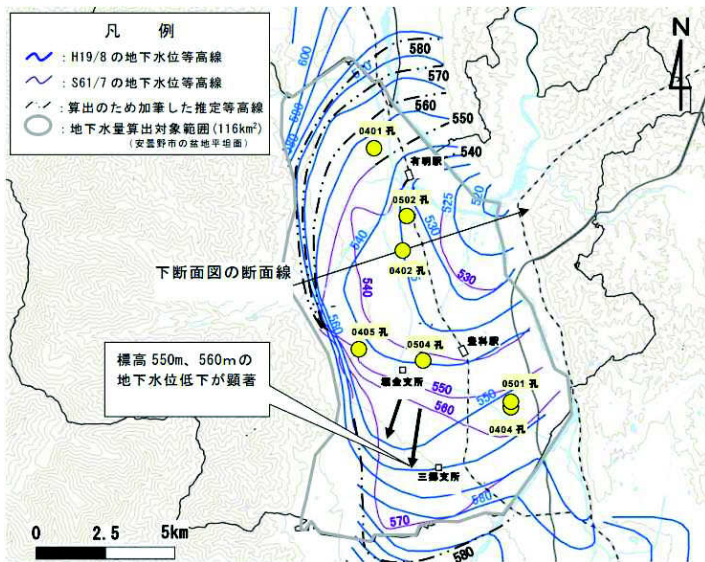 凡 例
: H19/8 の地下水位等高線
: S61/7 の地下水位等高線
: 算出のため加筆した推定等高線
: 地下水量算出対象範囲(116km²)
(安曇野市の盆地平坦面)
N
600
580
570
560
550
540
0401 孔
有明駅
520
525
530
0502 孔
540
0402 孔
530
下断面図の断面線
540
560
0405 孔
0504 孔
豊科駅
堀金支所
標高 550m、560mの
地下水位低下が顕著
550
560
550
0501 孔
0404 孔
三郷支所
580
570
580
0 2.5 5km